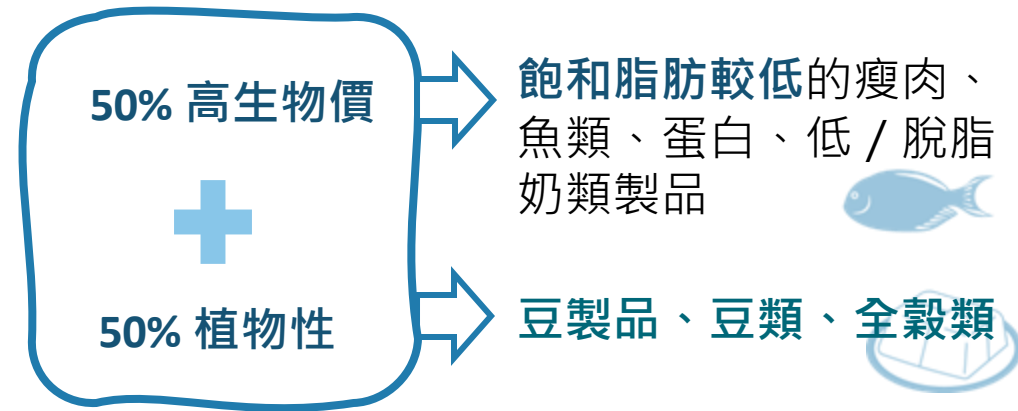 50% 高生物價
飽和脂肪較低的瘦肉、
魚類、蛋白、低 / 脫脂
奶類製品
50% 植物性
豆製品、豆類、全穀類